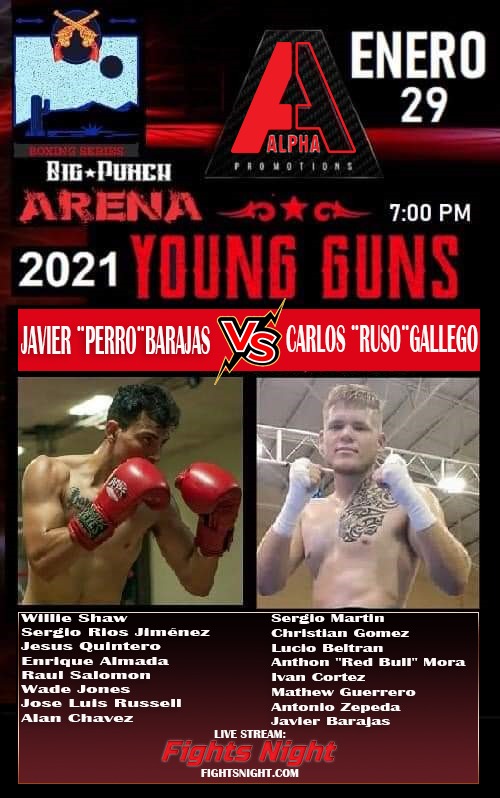 ENERO
29
A
ALPHA
PROMOTIONS
BOXING SERIES
BIG★PUNCH
ARENA
7:00 PM
2021 YOUNG GUNS
JAVIER "PERRO"BARAJAS VS CARLOS "RUSO"GALLEGO
Willie Shaw
Sergio Rios Jiménez
Jesus Quintero
Enrique Almada
Raul Salomon
Wade Jones
Jose Luis Russell
Alan Chavez
Sergio Martin
Christian Gomez
Lucio Beltran
Anthon "Red Bull" Mora
Ivan Cortez
Mathew Guerrero
Antonio Zepeda
Javier Barajas
LIVE STREAM:
Fights Night
FIGHTSNIGHT.COM